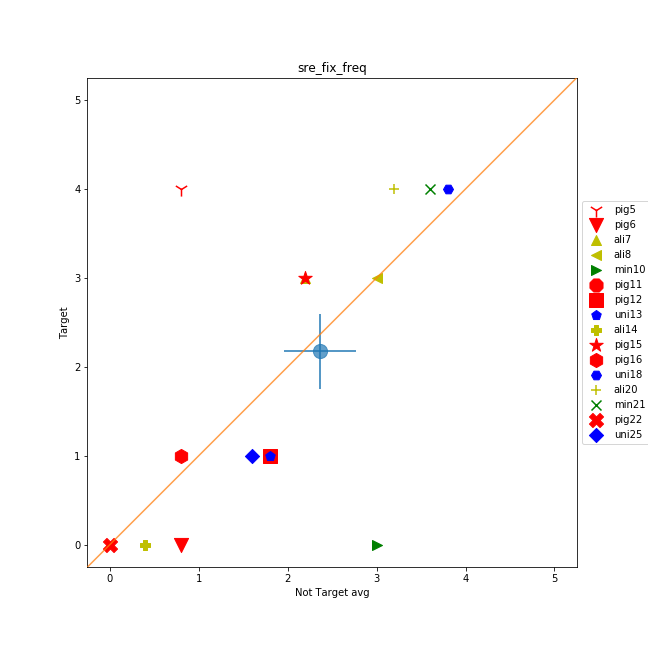 sre_fix_freq
5
4
3
2
1
0
Target
0 1 2 3 4 5
Not Target avg
pig5
pig6
ali7
ali8
min10
pig11
pig12
uni13
ali14
pig15
pig16
uni18
ali20
min21
pig22
uni25